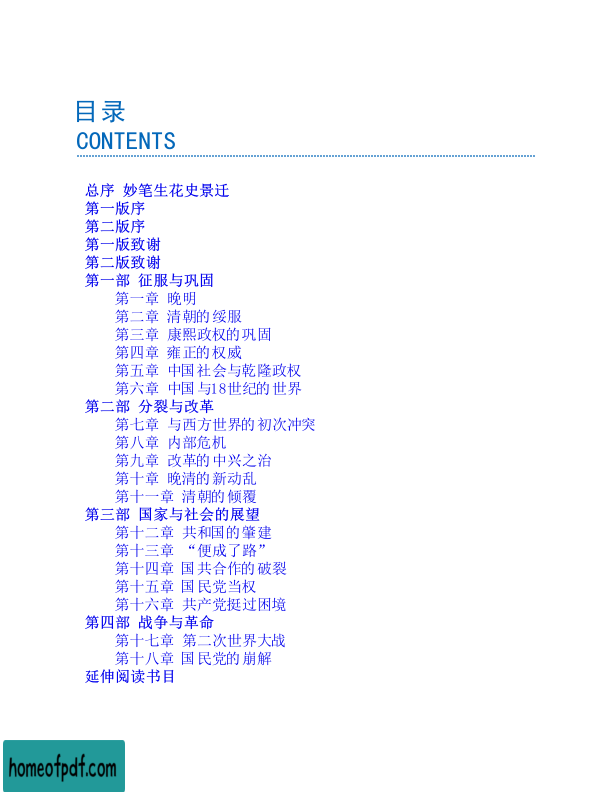 目录
CONTENTS
总序 妙笔生花史景迁
第一版序
第二版序
第一版致谢
第二版致谢
第一部 征服与巩固
第一章 晚明
第二章 清朝的绥服
第三章 康熙政权的巩固
第四章 雍正的权威
第五章 中国社会与乾隆政权
第六章 中国与18世纪的世界
第二部 分裂与改革
第七章 与西方世界的初次冲突
第八章 内部危机
第九章 改革的中兴之治
第十章 晚清的新动乱
第十一章 清朝的倾覆
第三部 国家与社会的展望
第十二章 共和国的肇建
第十三章 “便成了路”
第十四章 国共合作的破裂
第十五章 国民党当权
第十六章 共产党挺过困境
第四部 战争与革命
第十七章 第二次世界大战
第十八章 国民党的崩解
延伸阅读书目
homeofpdf.com